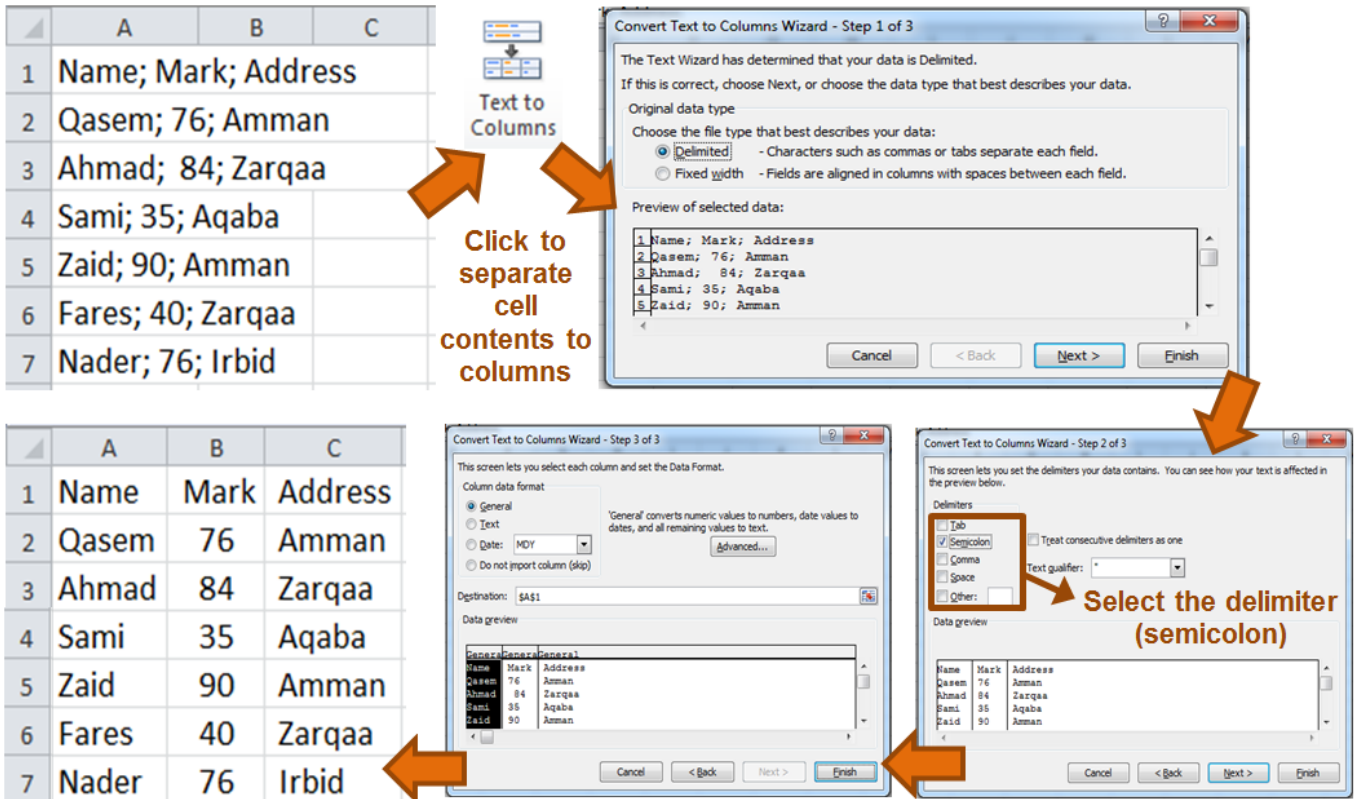 A B C
1 Name; Mark; Address
2 Qasem; 76; Amman
3 Ahmad;  84; Zarqaa
4 Sami; 35; Aqaba
5 Zaid; 90; Amman
6 Fares; 40; Zarqaa
7 Nader; 76; Irbid
Text to
Columns
Click to
separate
cell
contents to
columns
Convert Text to Columns Wizard - Step 1 of 3
The Text Wizard has determined that your data is Delimited.
If this is correct, choose Next, or choose the data type that best describes your data.
Original data type
Choose the file type that best describes your data:
Delimited - Characters such as commas or tabs separate each field.
Fixed width - Fields are aligned in columns with spaces between each field.
Preview of selected data:
1 Name; Mark; Address
2 Qasem; 76; Amman
3 Ahmad;  84; Zarqaa
4 Sami; 35; Aqaba
5 Zaid; 90; Amman
Cancel < Back Next > Finish
Convert Text to Columns Wizard - Step 2 of 3
This screen lets you set the delimiters your data contains.  You can see how your text is affected in
the preview below.
Delimiters
Tab
Semicolon
Comma
Space
Other:
Treat consecutive delimiters as one
Text qualifier: "
Select the delimiter
(semicolon)
Data preview
Name Mark Address
Qasem 76 Amman
Ahmad 84 Zarqaa
Sami 35 Aqaba
Zaid 90 Amman
Cancel < Back Next > Finish
Convert Text to Columns Wizard - Step 3 of 3
This screen lets you select each column and set the Data Format.
Column data format
General
Text
Date: MDY
Do not import column (skip)
'General' converts numeric values to numbers, date values to
dates, and all remaining values to text.
Advanced...
Destination: $A$1
Data preview
GeneraGeneraGeneral
Name Mark Address
Qasem 76 Amman
Ahmad 84 Zarqaa
Sami 35 Aqaba
Zaid 90 Amman
Cancel < Back Next > Finish
A B C
1 Name Mark Address
2 Qasem 76 Amman
3 Ahmad 84 Zarqaa
4 Sami 35 Aqaba
5 Zaid 90 Amman
6 Fares 40 Zarqaa
7 Nader 76 Irbid